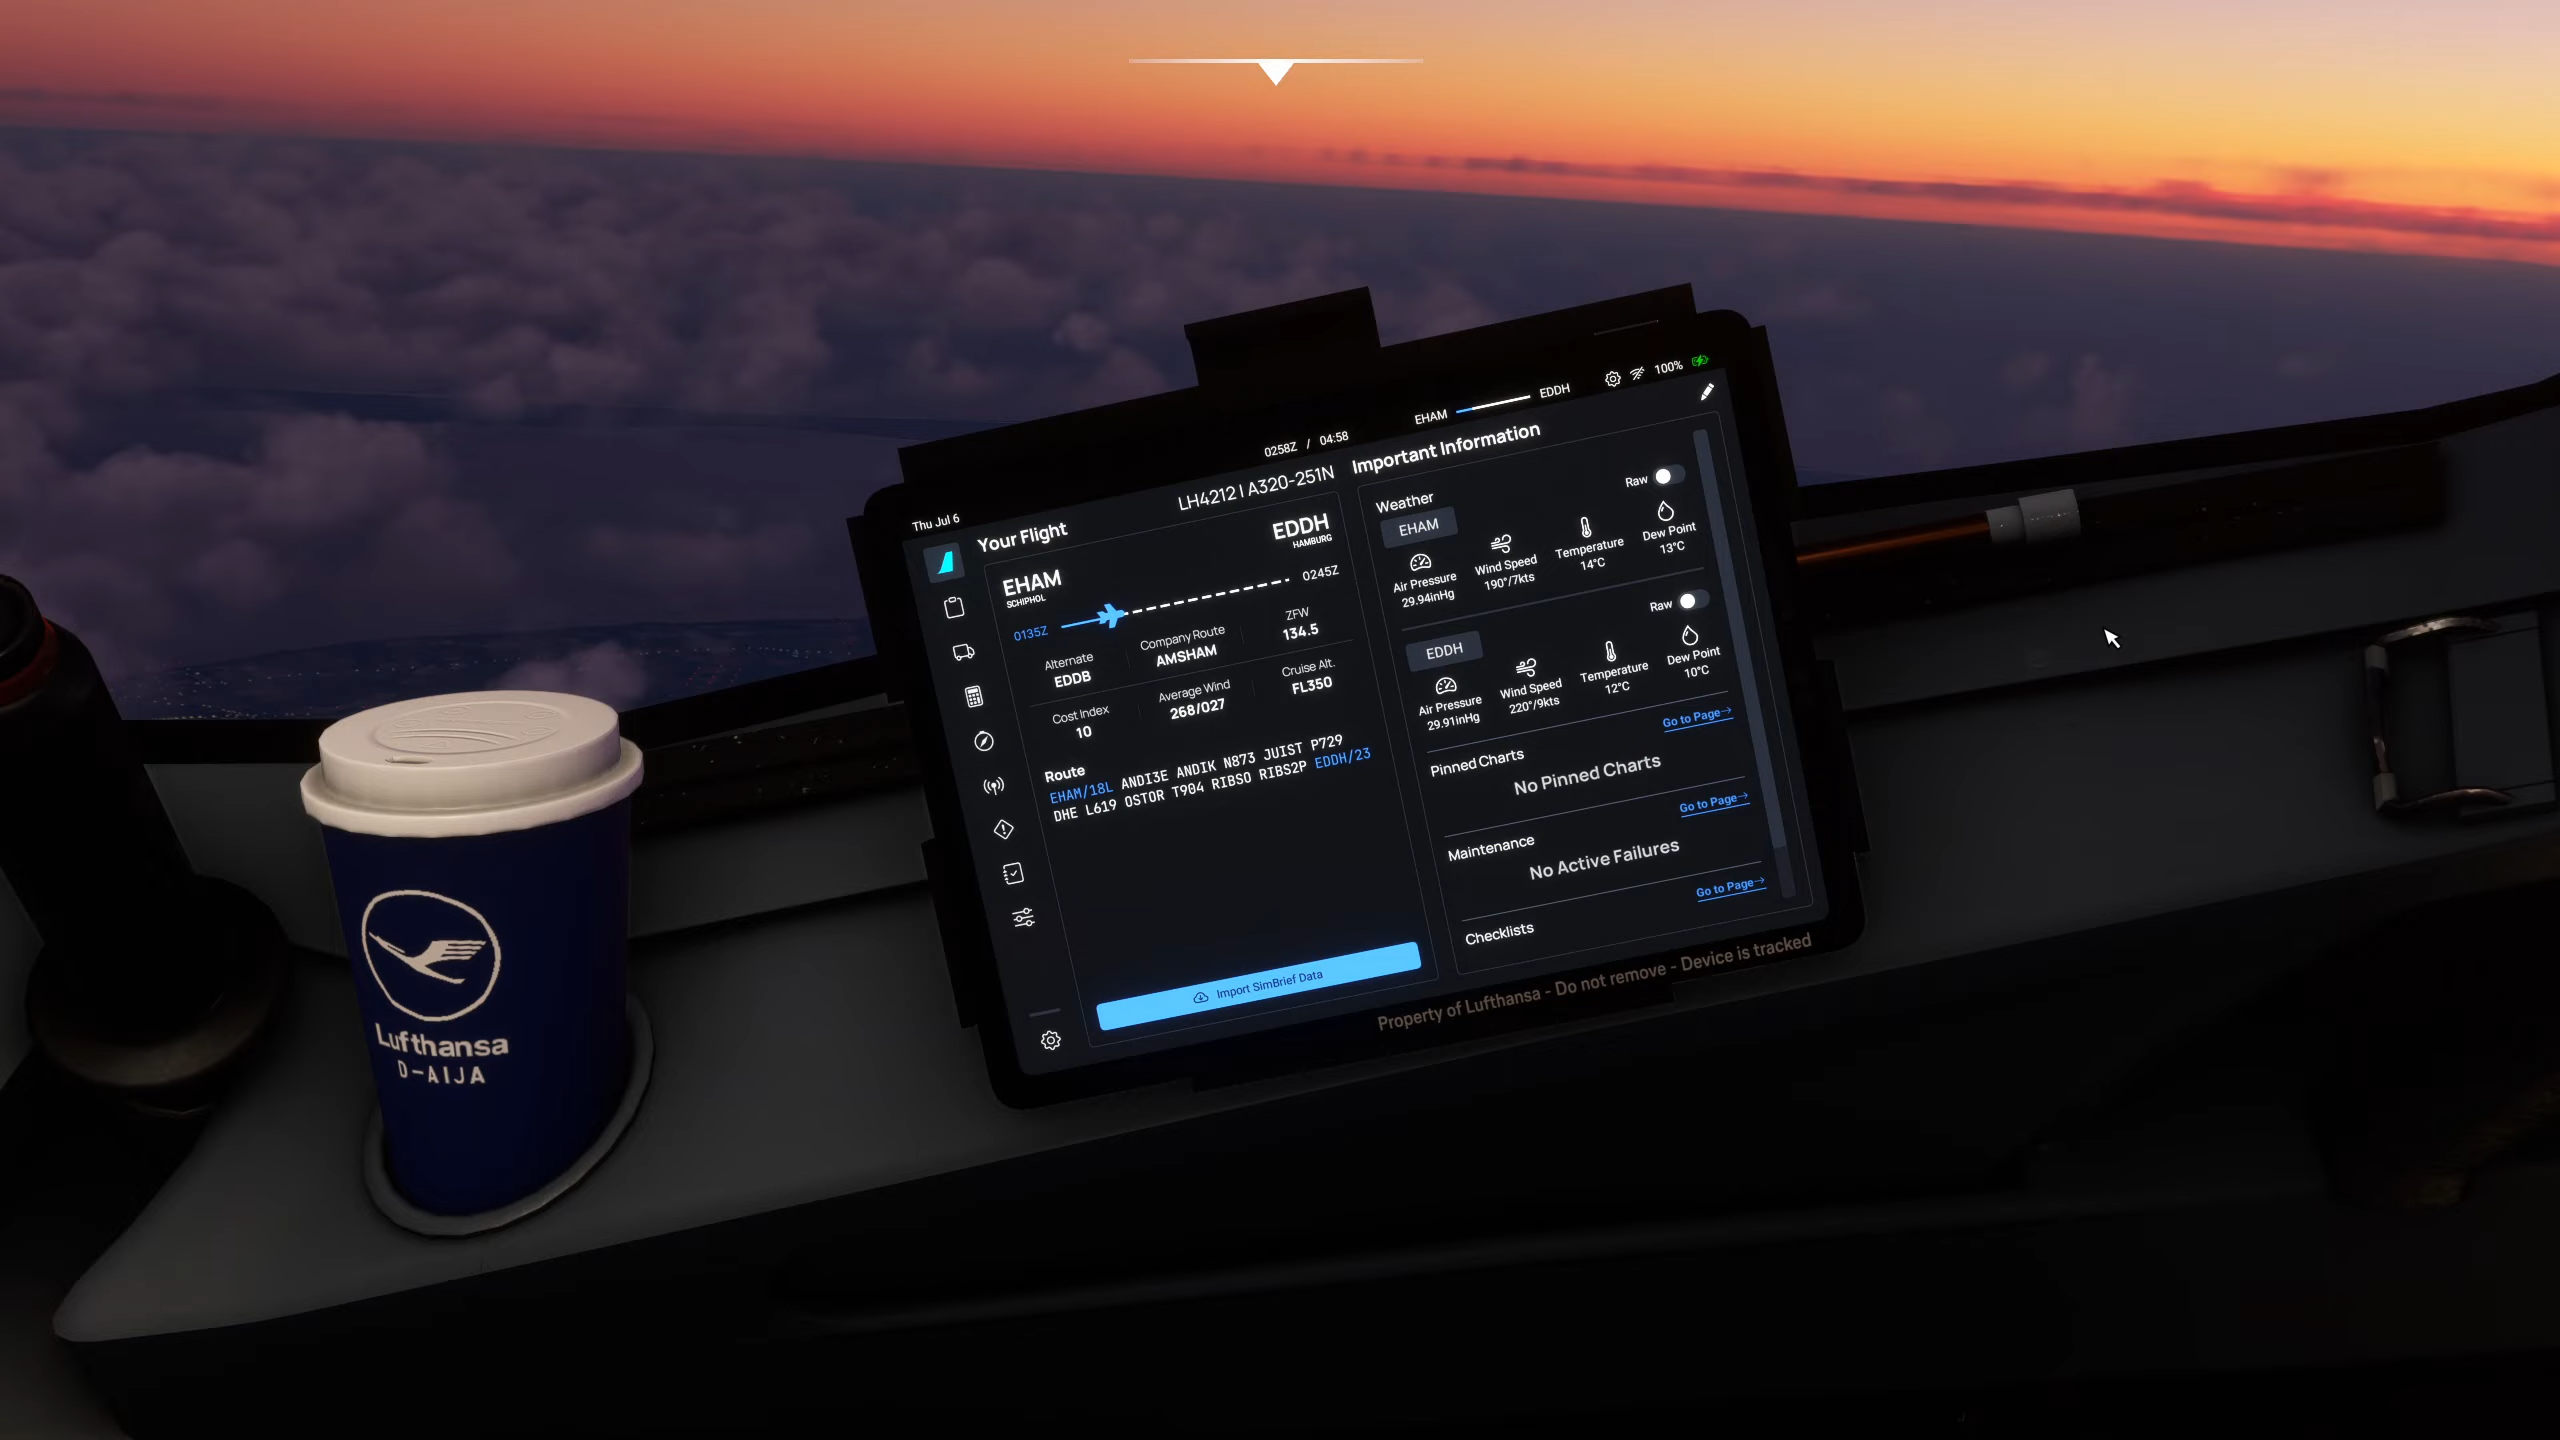 Thu Jul 6
0258Z / 04:58
EHAM EDDH
100%
Your Flight
LH4212 | A320-251N
EHAM
SCHIPHOL
EDDH
HAMBURG
0135Z
0245Z
Alternate
EDDB
Company Route
AMSHAM
ZFW
134.5
Cost Index
10
Average Wind
268/027
Cruise Alt.
FL350
Route
EHAM/18L ANDI3E ANDIK N873 JUIST P729
DHE L619 OSTOR T904 RIBSO RIBS2P EDDH/23
Import SimBrief Data
Important Information
Weather
Raw
EHAM
Air Pressure
29.94inHg
Wind Speed
190°/7kts
Temperature
14°C
Dew Point
13°C
Raw
EDDH
Air Pressure
29.91inHg
Wind Speed
220°/9kts
Temperature
12°C
Dew Point
10°C
Go to Page
Pinned Charts
No Pinned Charts
Go to Page
Maintenance
No Active Failures
Go to Page
Checklists
Property of Lufthansa - Do not remove - Device is tracked
Lufthansa
D-AIJA